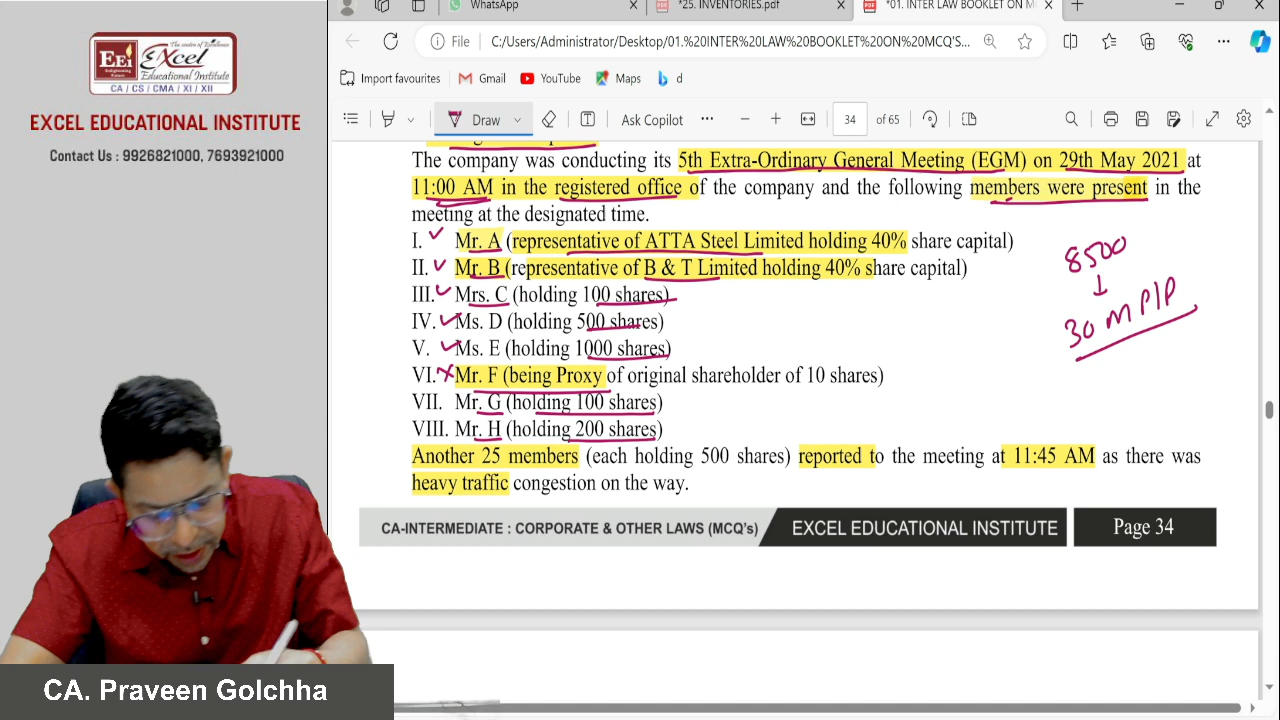 WhatsApp
*25. INVENTORIES.pdf
*01. INTER LAW BOOKLET ON M
File
C:/Users/Administrator/Desktop/01.%20INTER%20LAW%20BOOKLET%20ON%20MCQ'S...
Import favourites
Gmail
YouTube
Maps
d
Draw
Ask Copilot
34
of 65
EEi
Excel
Educational Institute
CA / CS / CMA / XI / XII
EXCEL EDUCATIONAL INSTITUTE
Contact Us : 9926821000, 7693921000
The company was conducting its 5th Extra-Ordinary General Meeting (EGM) on 29th May 2021 at
11:00 AM in the registered office of the company and the following members were present in the
meeting at the designated time.
I. Mr. A (representative of ATTA Steel Limited holding 40% share capital)
II. Mr. B (representative of B & T Limited holding 40% share capital)
III. Mrs. C (holding 100 shares)
IV. Ms. D (holding 500 shares)
V. Ms. E (holding 1000 shares)
VI. Mr. F (being Proxy of original shareholder of 10 shares)
VII. Mr. G (holding 100 shares)
VIII. Mr. H (holding 200 shares)
Another 25 members (each holding 500 shares) reported to the meeting at 11:45 AM as there was
heavy traffic congestion on the way.
8500
30 M P/P
CA-INTERMEDIATE : CORPORATE & OTHER LAWS (MCQ's)
EXCEL EDUCATIONAL INSTITUTE
Page 34
CA. Praveen Golchha